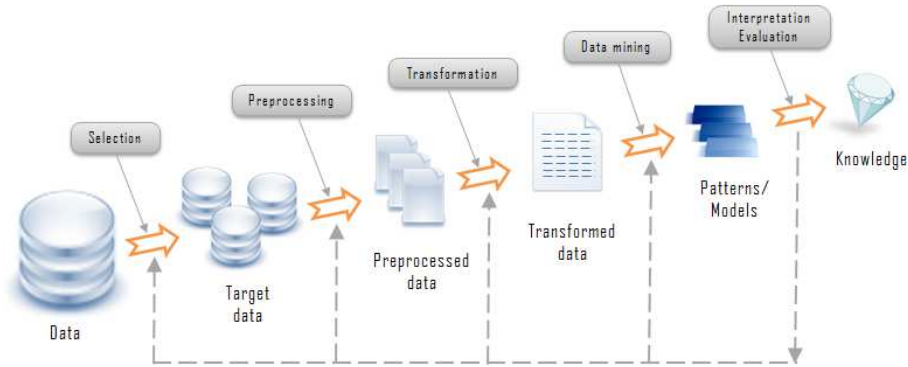 Interpretation
Evaluation
Data mining
Transformation
Preprocessing
Selection
Data
Target
data
Preprocessed
data
Transformed
data
Patterns/
Models
Knowledge